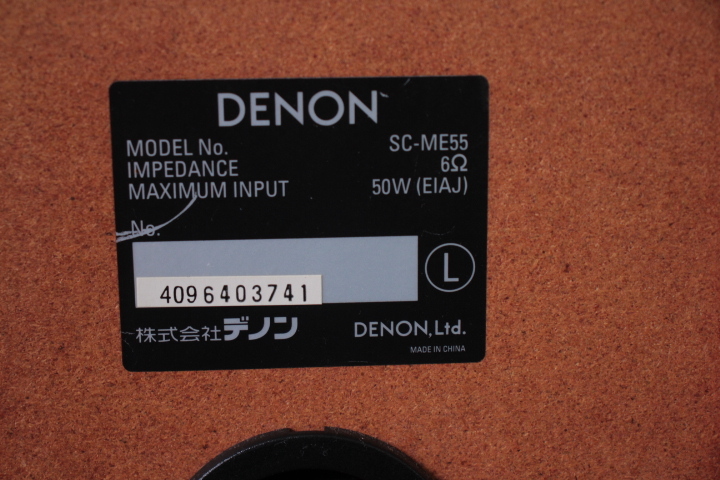 DENON
MODEL No. SC-ME55
IMPEDANCE 6Ω
MAXIMUM INPUT 50W (EIAJ)
No.
L
4096403741
株式会社デノン DENON, Ltd.
MADE IN CHINA